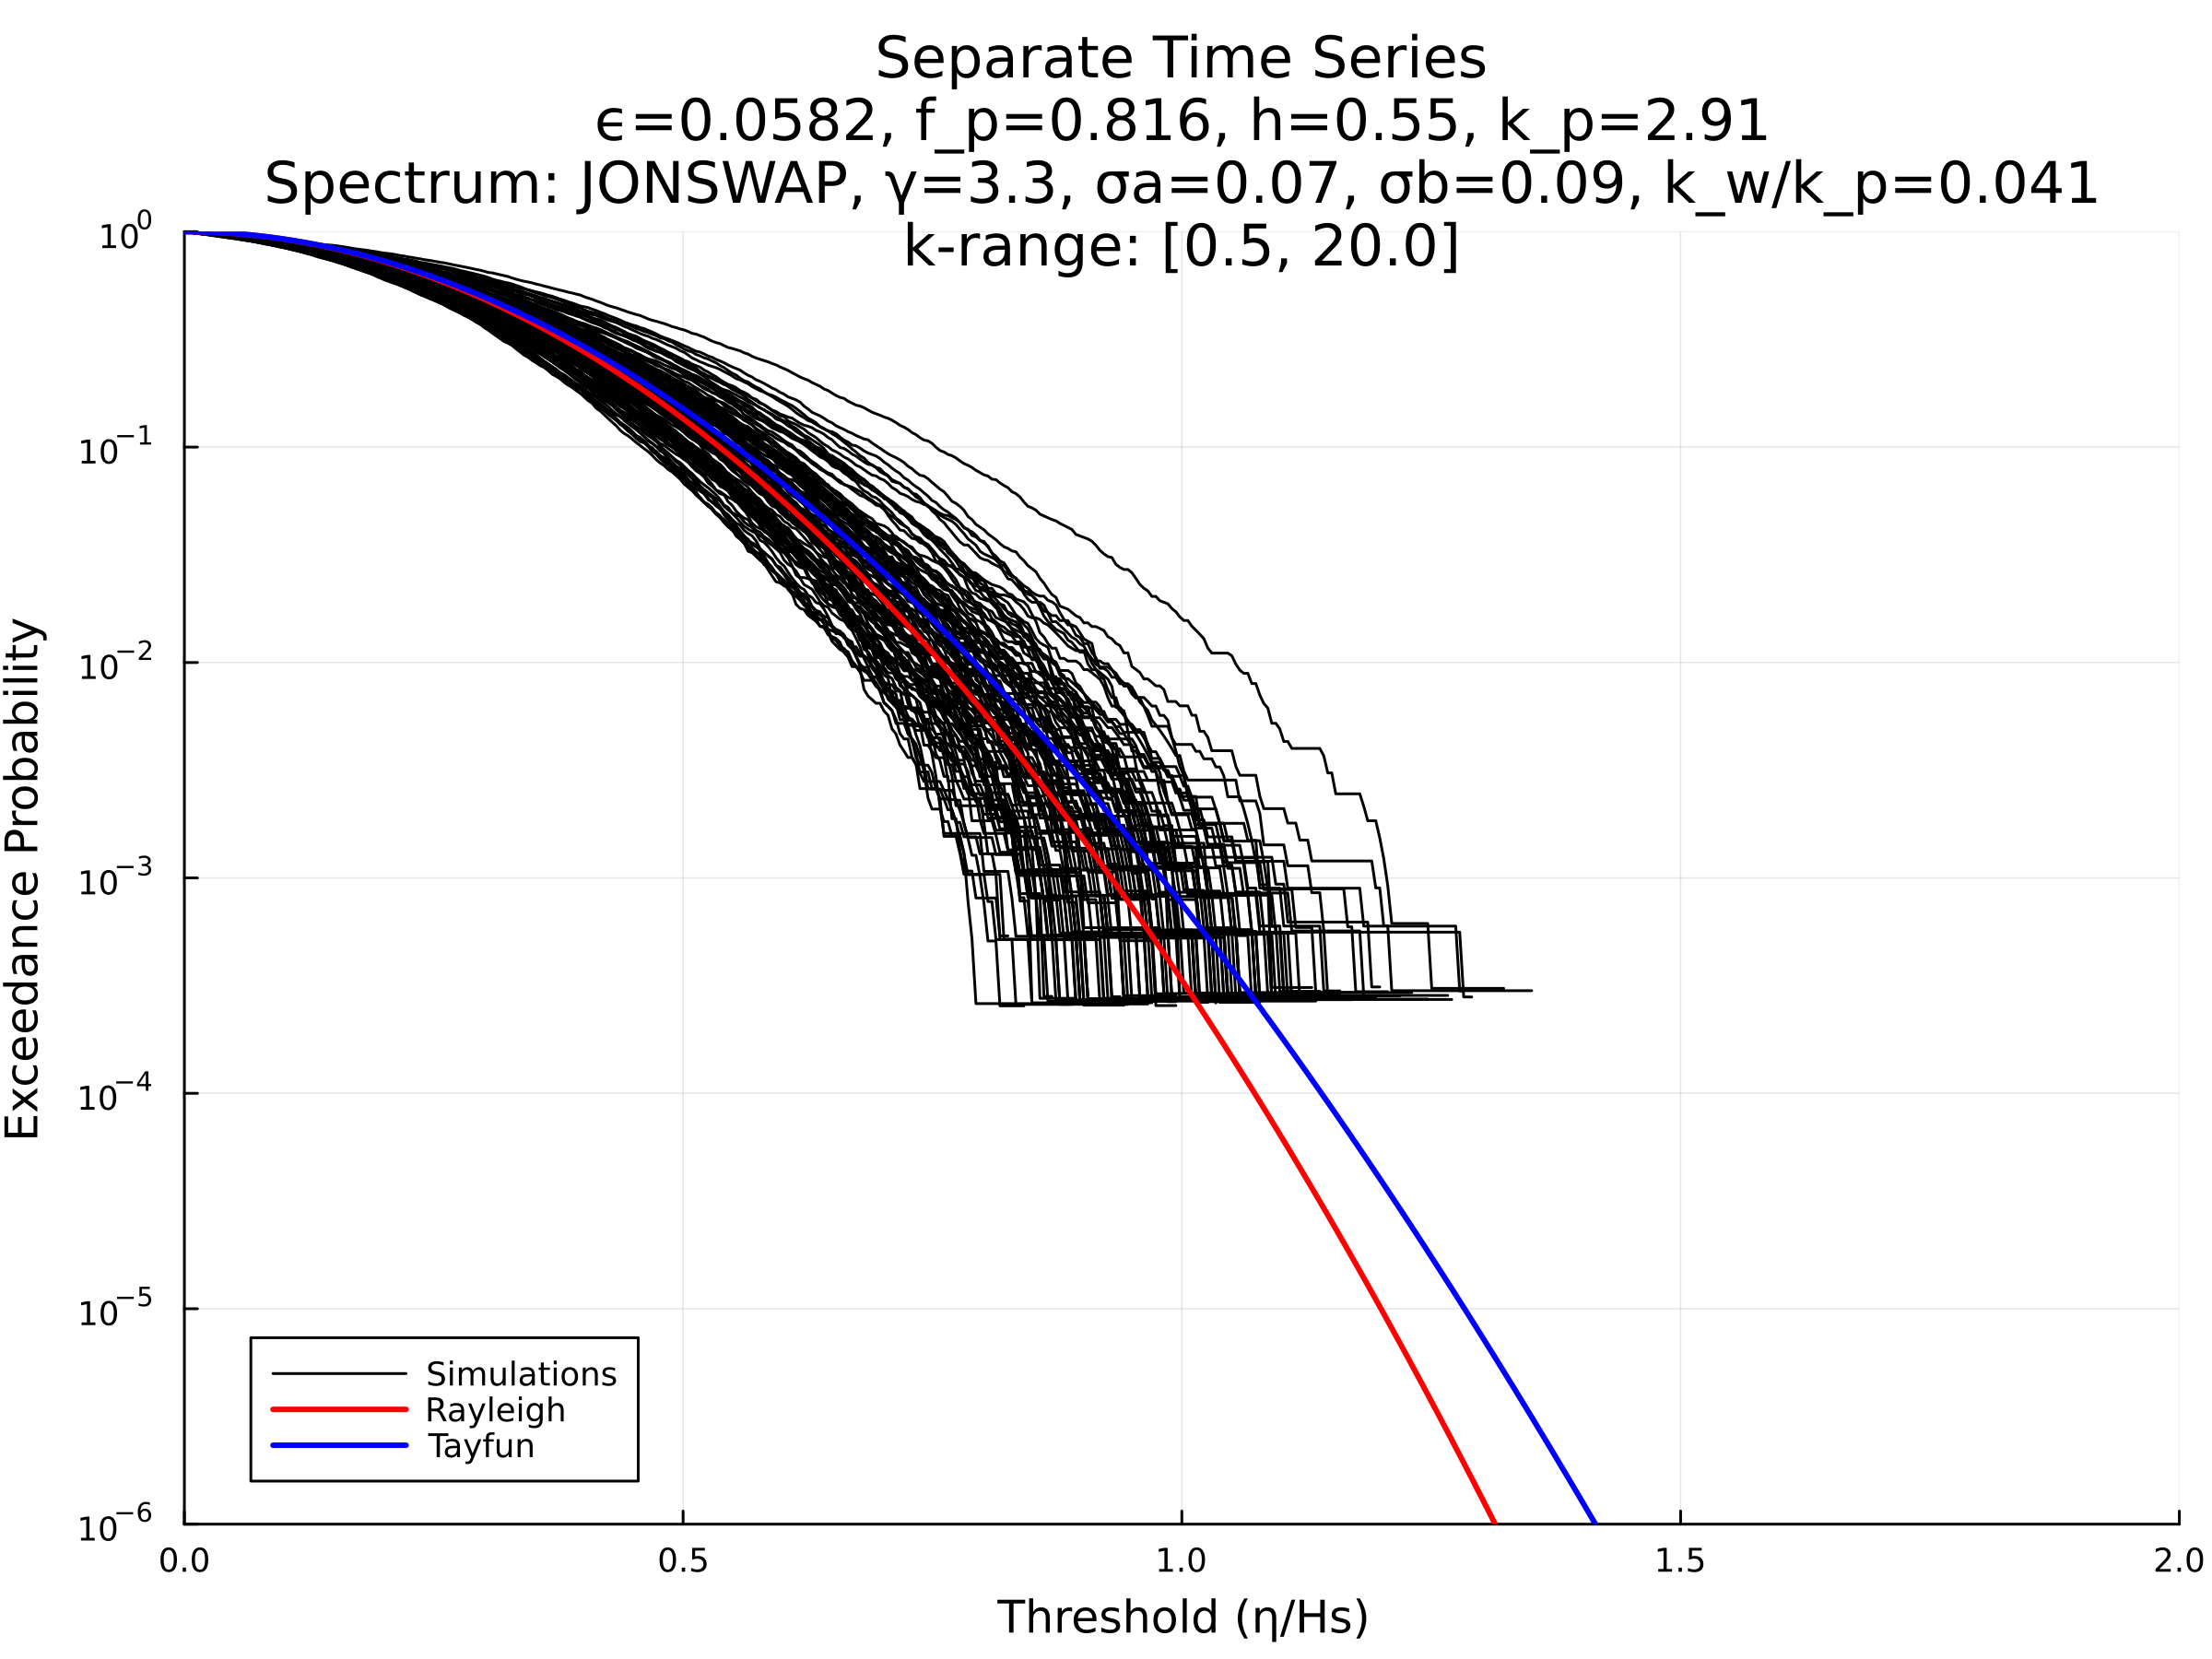 Separate Time Series
ϵ=0.0582, f_p=0.816, h=0.55, k_p=2.91
Spectrum: JONSWAP, γ=3.3, σa=0.07, σb=0.09, k_w/k_p=0.041
k-range: [0.5, 20.0]
10⁰
10⁻¹
10⁻²
10⁻³
10⁻⁴
10⁻⁵
10⁻⁶
Exceedance Probability
Simulations
Rayleigh
Tayfun
0.0 0.5 1.0 1.5 2.0
Threshold (η/Hs)